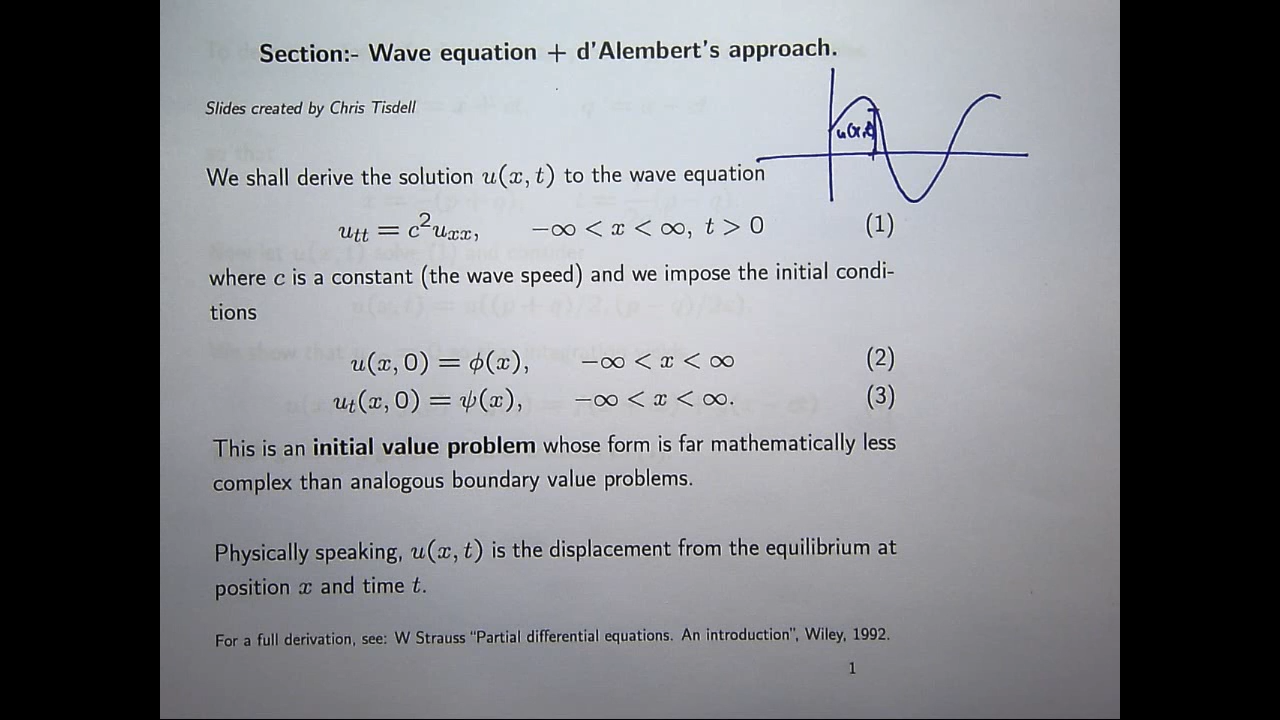 Section:- Wave equation + d'Alembert's approach.
Slides created by Chris Tisdell
u(x,t)
We shall derive the solution u(x, t) to the wave equation
u_tt = c²u_xx, −∞ < x < ∞, t > 0 (1)
where c is a constant (the wave speed) and we impose the initial condi-
tions
u(x, 0) = ϕ(x), −∞ < x < ∞ (2)
u_t(x, 0) = ψ(x), −∞ < x < ∞. (3)
This is an initial value problem whose form is far mathematically less
complex than analogous boundary value problems.
Physically speaking, u(x, t) is the displacement from the equilibrium at
position x and time t.
For a full derivation, see: W Strauss "Partial differential equations. An introduction", Wiley, 1992.
1